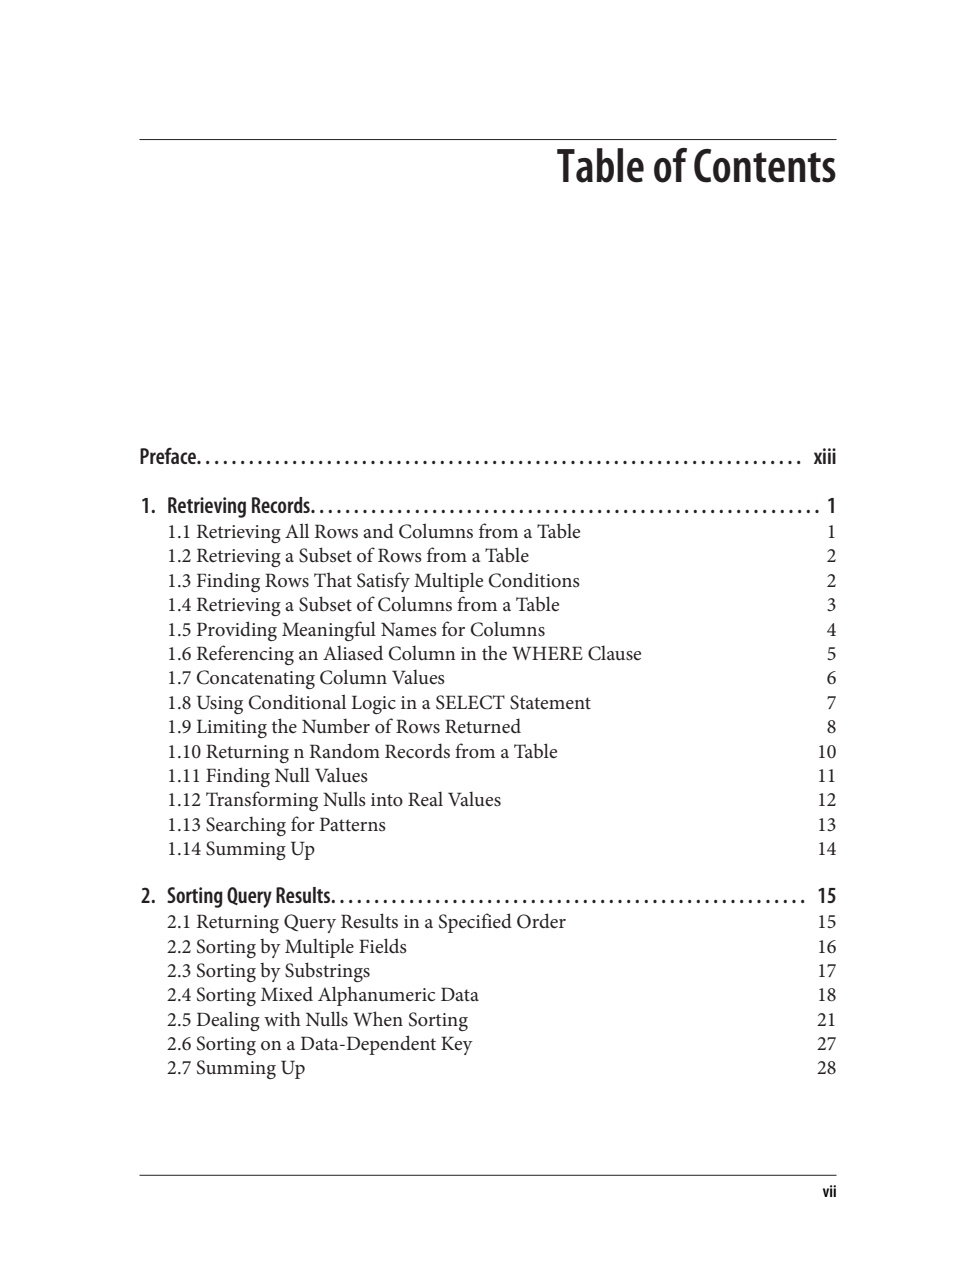 Table of Contents
Preface. . . . . . . . . . . . . . . . . . . . . . . . . . . . . . . . . . . . . . . . . . . . . . . . . . . . . . . . . . . . . . . . . . . . . xiii
1. Retrieving Records. . . . . . . . . . . . . . . . . . . . . . . . . . . . . . . . . . . . . . . . . . . . . . . . . . . . . . . . . . . 1
1.1 Retrieving All Rows and Columns from a Table 1
1.2 Retrieving a Subset of Rows from a Table 2
1.3 Finding Rows That Satisfy Multiple Conditions 2
1.4 Retrieving a Subset of Columns from a Table 3
1.5 Providing Meaningful Names for Columns 4
1.6 Referencing an Aliased Column in the WHERE Clause 5
1.7 Concatenating Column Values 6
1.8 Using Conditional Logic in a SELECT Statement 7
1.9 Limiting the Number of Rows Returned 8
1.10 Returning n Random Records from a Table 10
1.11 Finding Null Values 11
1.12 Transforming Nulls into Real Values 12
1.13 Searching for Patterns 13
1.14 Summing Up 14
2. Sorting Query Results. . . . . . . . . . . . . . . . . . . . . . . . . . . . . . . . . . . . . . . . . . . . . . . . . . . . . . . 15
2.1 Returning Query Results in a Specified Order 15
2.2 Sorting by Multiple Fields 16
2.3 Sorting by Substrings 17
2.4 Sorting Mixed Alphanumeric Data 18
2.5 Dealing with Nulls When Sorting 21
2.6 Sorting on a Data-Dependent Key 27
2.7 Summing Up 28
vii